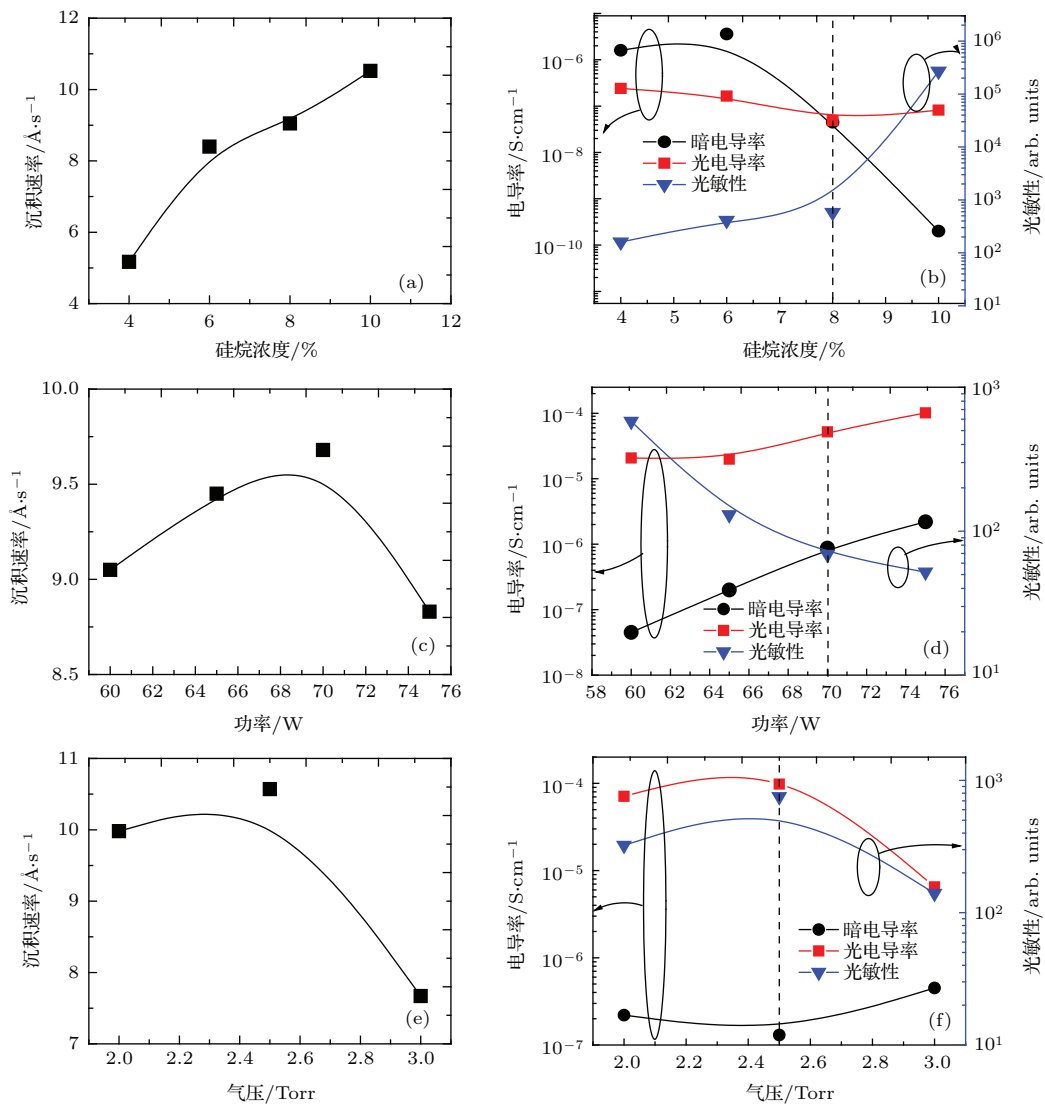 12
10
8
6
4
沉积速率/Å·s⁻¹
4 6 8 10 12
硅烷浓度/%
(a)
10⁻⁶
10⁻⁸
10⁻¹⁰
电导率/S·cm⁻¹
暗电导率
光电导率
光敏性
10⁶
10⁵
10⁴
10³
10²
10¹
光敏性/arb. units
4 5 6 7 8 9 10
硅烷浓度/%
(b)
10.0
9.5
9.0
8.5
沉积速率/Å·s⁻¹
60 62 64 66 68 70 72 74 76
功率/W
(c)
10⁻⁴
10⁻⁵
10⁻⁶
10⁻⁷
10⁻⁸
电导率/S·cm⁻¹
暗电导率
光电导率
光敏性
10³
10²
10¹
光敏性/arb. units
58 60 62 64 66 68 70 72 74 76
功率/W
(d)
11
10
9
8
7
沉积速率/Å·s⁻¹
2.0 2.2 2.4 2.6 2.8 3.0
气压/Torr
(e)
10⁻⁴
10⁻⁵
10⁻⁶
10⁻⁷
电导率/S·cm⁻¹
暗电导率
光电导率
光敏性
10³
10²
10¹
光敏性/arb. units
2.0 2.2 2.4 2.6 2.8 3.0
气压/Torr
(f)